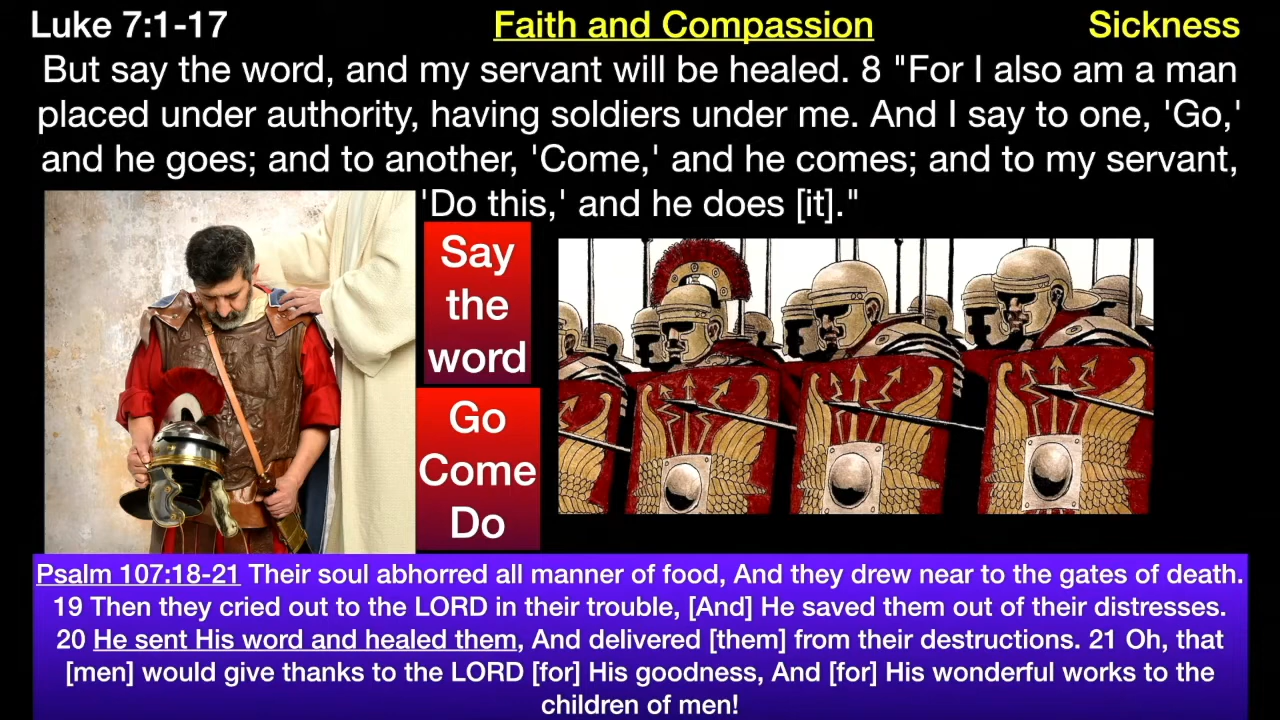 Luke 7:1-17 Faith and Compassion Sickness
But say the word, and my servant will be healed. 8 "For I also am a man
placed under authority, having soldiers under me. And I say to one, 'Go,'
and he goes; and to another, 'Come,' and he comes; and to my servant,
'Do this,' and he does [it]."
Say
the
word
Go
Come
Do
Psalm 107:18-21 Their soul abhorred all manner of food, And they drew near to the gates of death.
19 Then they cried out to the LORD in their trouble, [And] He saved them out of their distresses.
20 He sent His word and healed them, And delivered [them] from their destructions. 21 Oh, that
[men] would give thanks to the LORD [for] His goodness, And [for] His wonderful works to the
children of men!